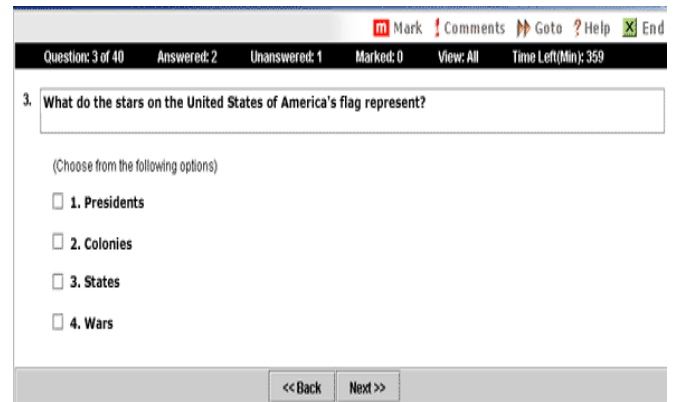 m Mark ! Comments Goto ? Help X End
Question: 3 of 40 Answered: 2 Unanswered: 1 Marked: 0 View: All Time Left(Min): 359
3. What do the stars on the United States of America's flag represent?
(Choose from the following options)
1. Presidents
2. Colonies
3. States
4. Wars
<< Back Next >>